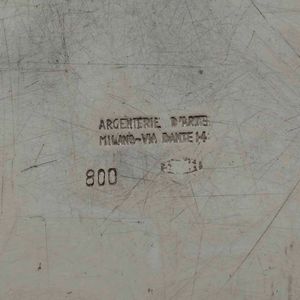 ARGENTERIE D'ARTE
MILANO-VIA DANTE 14
800